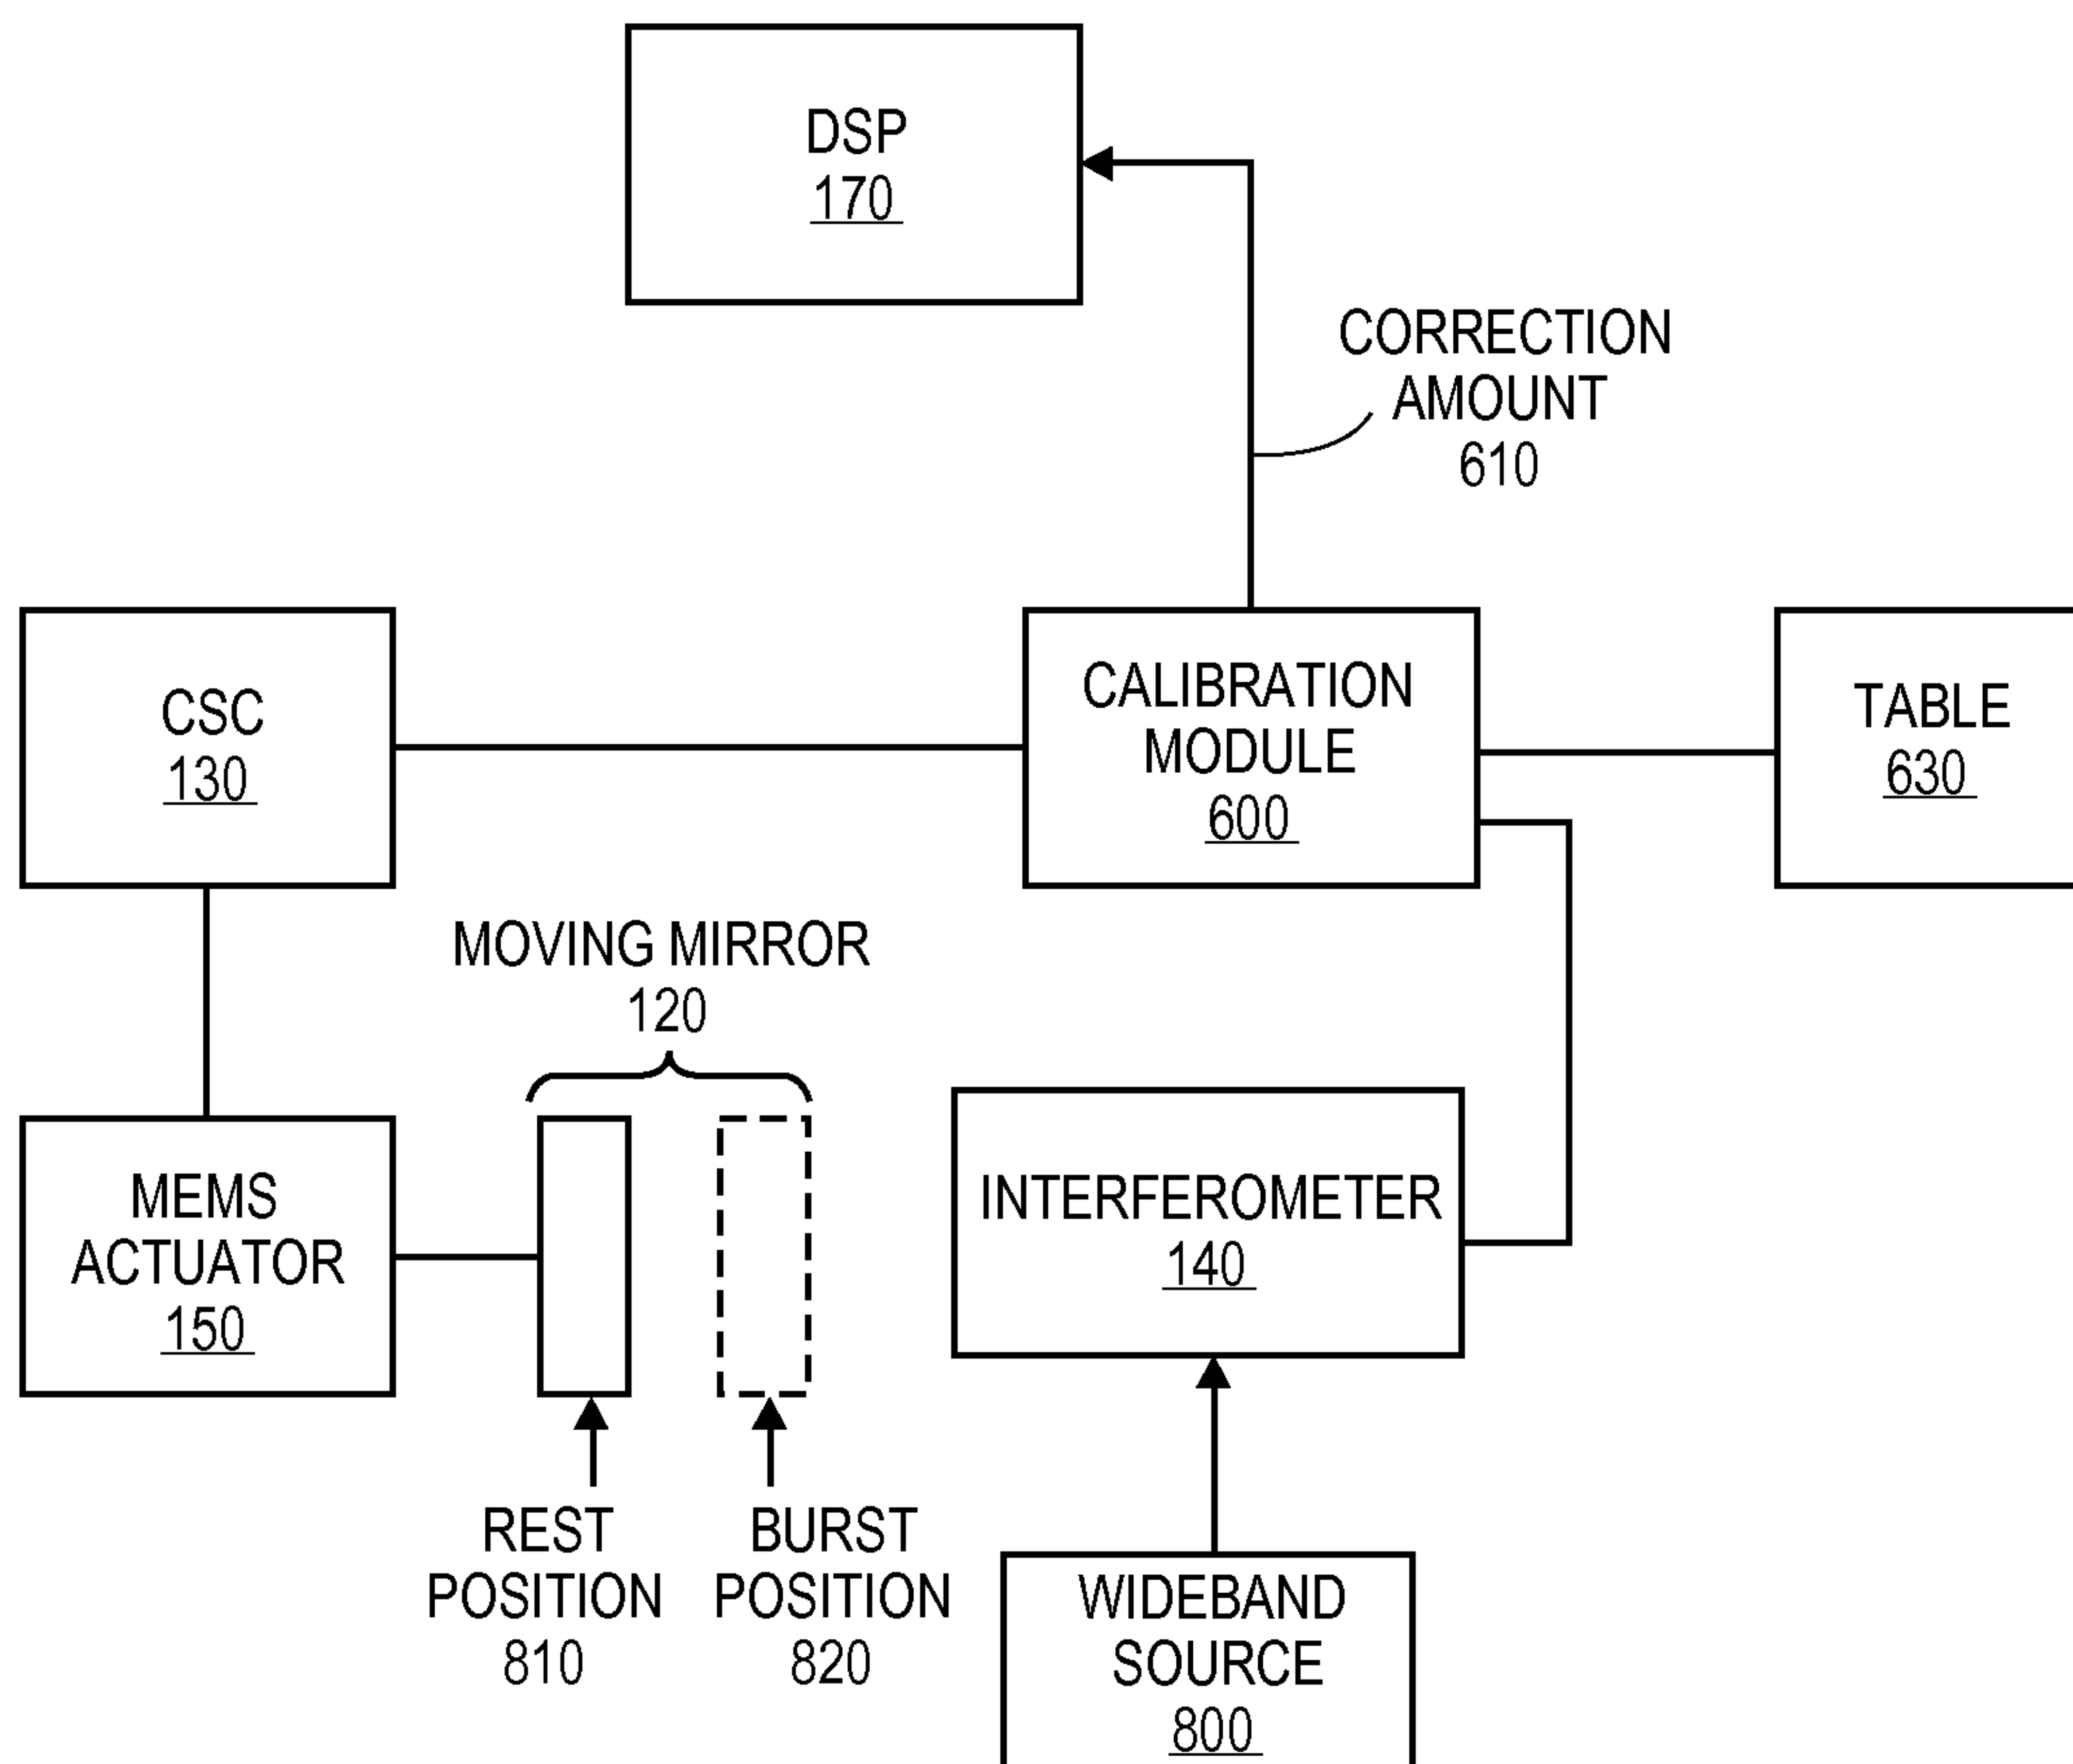 DSP
170
CORRECTION
AMOUNT
610
CSC
130
CALIBRATION
MODULE
600
TABLE
630
MOVING MIRROR
120
MEMS
ACTUATOR
150
INTERFEROMETER
140
REST
POSITION
810
BURST
POSITION
820
WIDEBAND
SOURCE
800